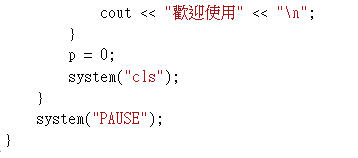 cout << "歡迎使用" << "\n";
}
p = 0;
system("cls");
}
system("PAUSE");
}